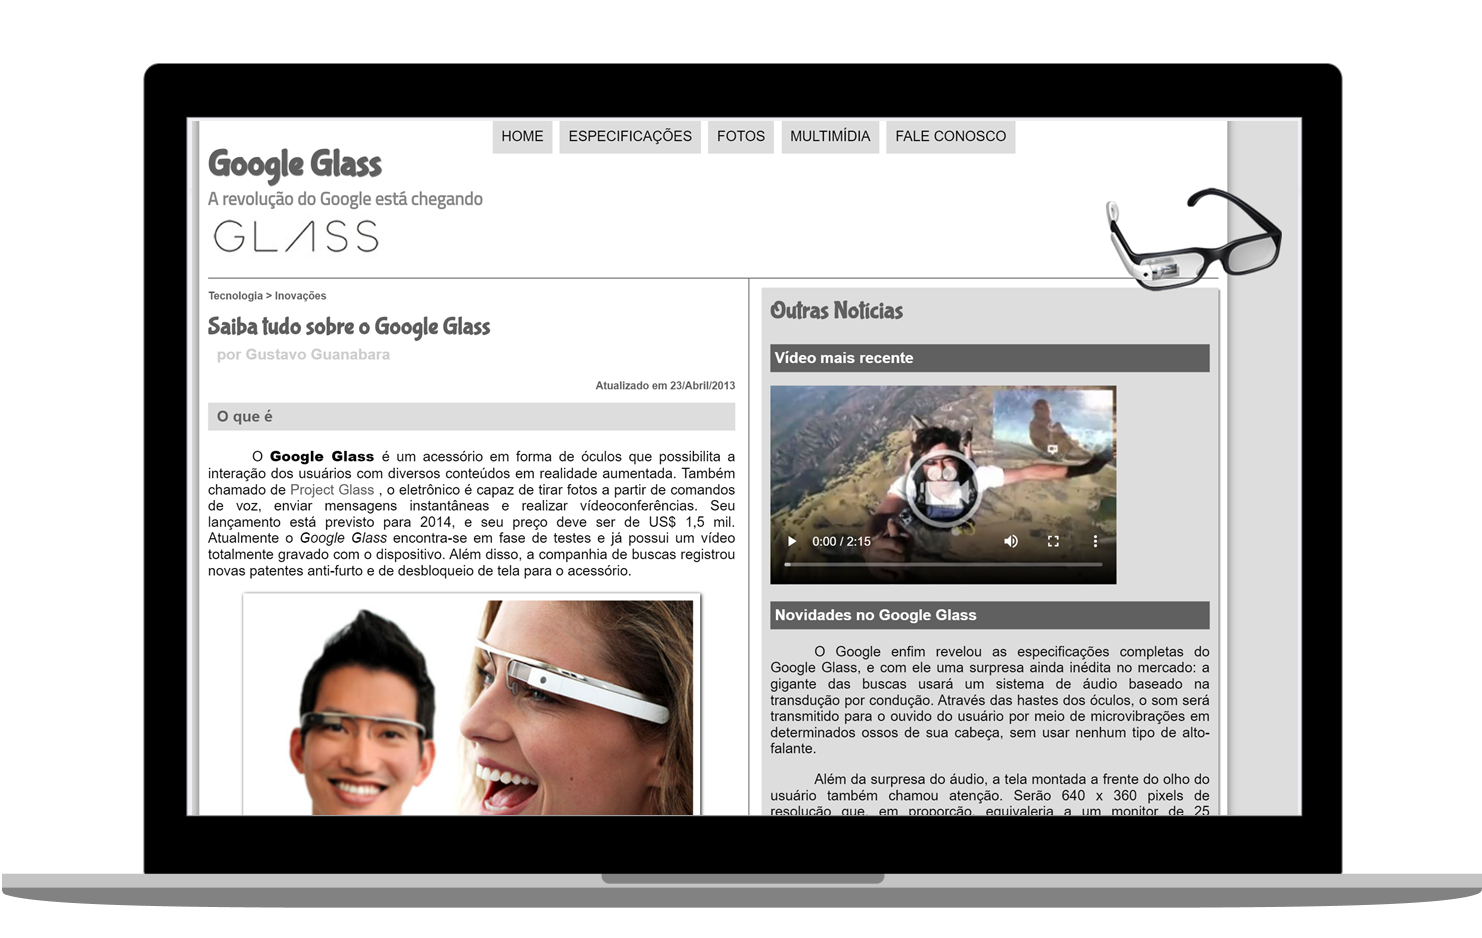 HOME ESPECIFICAÇÕES FOTOS MULTIMÍDIA FALE CONOSCO
Google Glass
A revolução do Google está chegando
GLASS
Tecnologia > Inovações
Saiba tudo sobre o Google Glass
por Gustavo Guanabara
Atualizado em 23/Abril/2013
O que é
O Google Glass é um acessório em forma de óculos que possibilita a
interação dos usuários com diversos conteúdos em realidade aumentada. Também
chamado de Project Glass , o eletrônico é capaz de tirar fotos a partir de comandos
de voz, enviar mensagens instantâneas e realizar vídeoconferências. Seu
lançamento está previsto para 2014, e seu preço deve ser de US$ 1,5 mil.
Atualmente o Google Glass encontra-se em fase de testes e já possui um vídeo
totalmente gravado com o dispositivo. Além disso, a companhia de buscas registrou
novas patentes anti-furto e de desbloqueio de tela para o acessório.
Outras Notícias
Vídeo mais recente
0:00 / 2:15
Novidades no Google Glass
O Google enfim revelou as especificações completas do
Google Glass, e com ele uma surpresa ainda inédita no mercado: a
gigante das buscas usará um sistema de áudio baseado na
transdução por condução. Através das hastes dos óculos, o som será
transmitido para o ouvido do usuário por meio de microvibrações em
determinados ossos de sua cabeça, sem usar nenhum tipo de alto-
falante.
Além da surpresa do áudio, a tela montada a frente do olho do
usuário também chamou atenção. Serão 640 x 360 pixels de
resolução que, em proporção, equivaleria a um monitor de 25